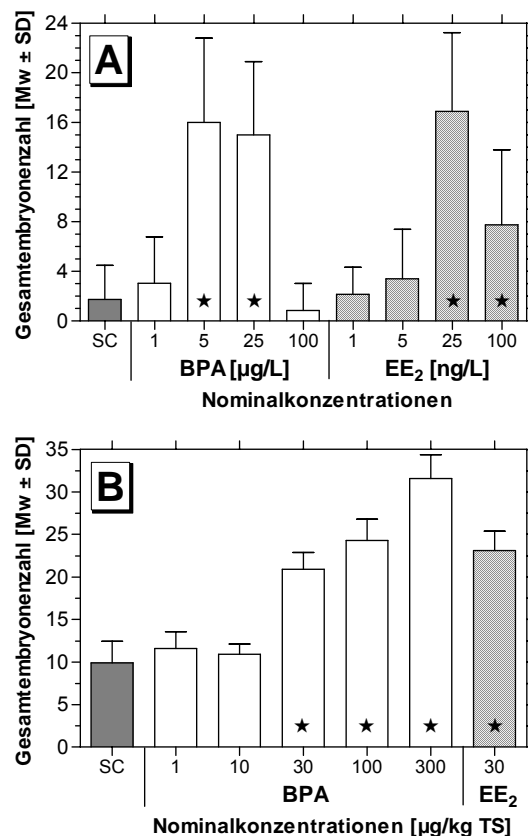 A
Gesamtembryonenzahl [Mw ± SD]
24
20
16
12
8
4
0
★ ★ ★ ★
SC 1 5 25 100 1 5 25 100
BPA [µg/L] EE₂ [ng/L]
Nominalkonzentrationen
B
Gesamtembryonenzahl [Mw ± SD]
35
30
25
20
15
10
5
0
★ ★ ★ ★
SC 1 10 30 100 300 30
BPA EE₂
Nominalkonzentrationen [µg/kg TS]